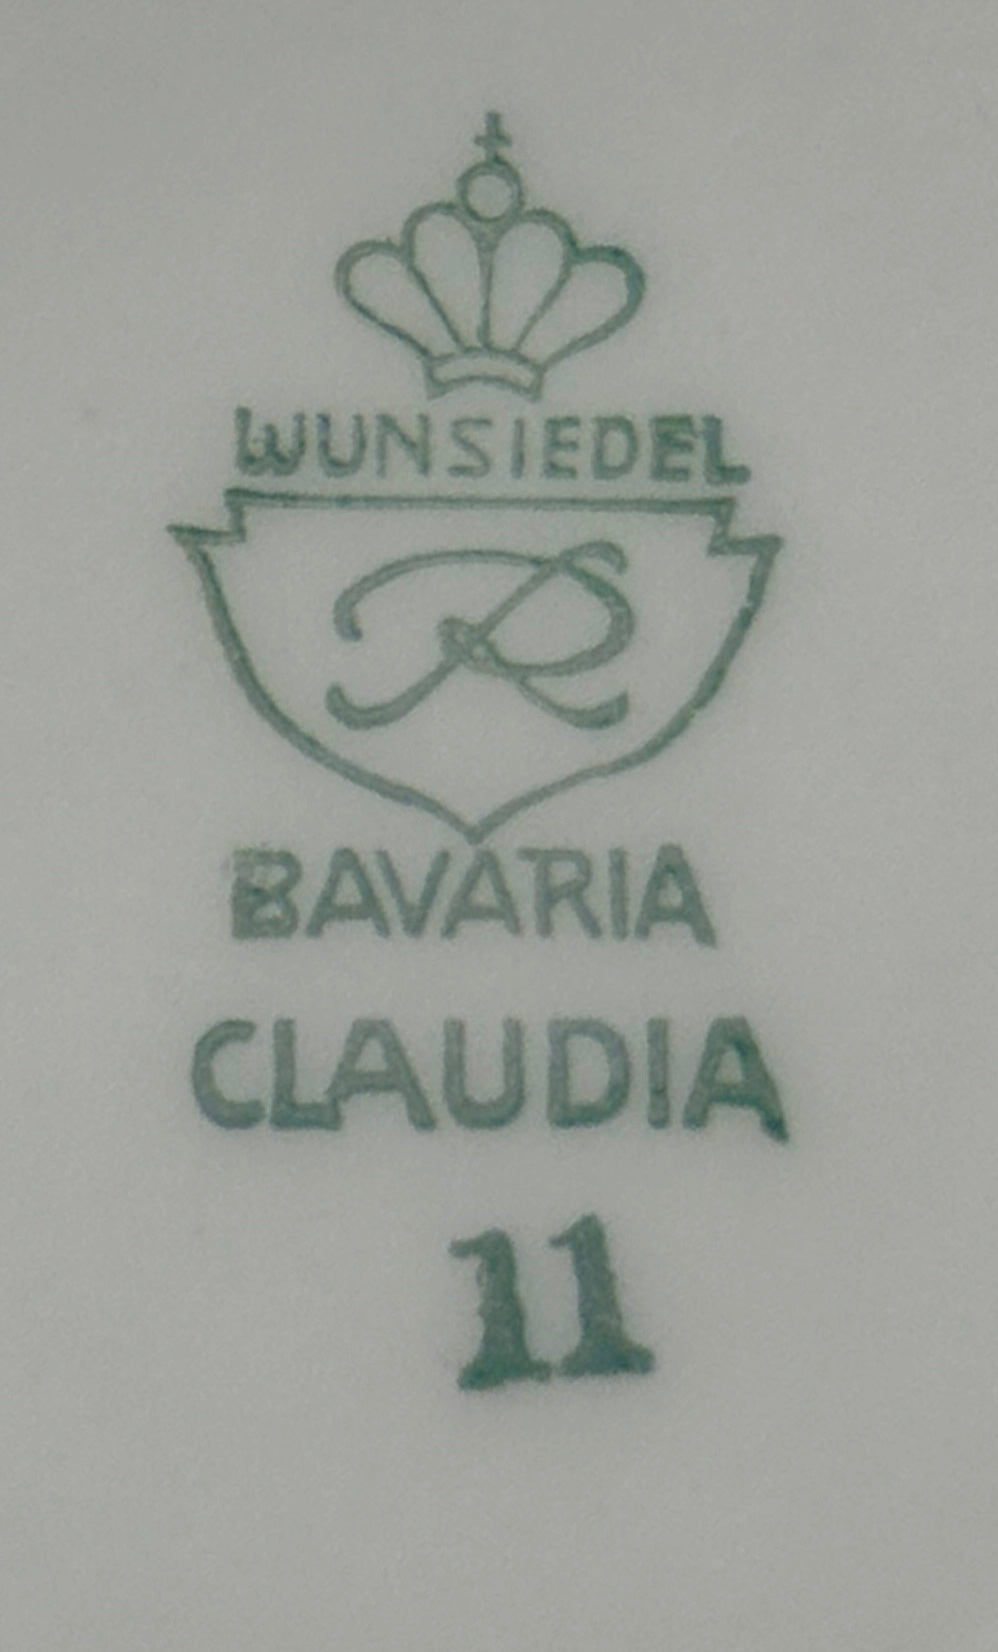 WUNSIEDEL
R
BAVARIA
CLAUDIA
11